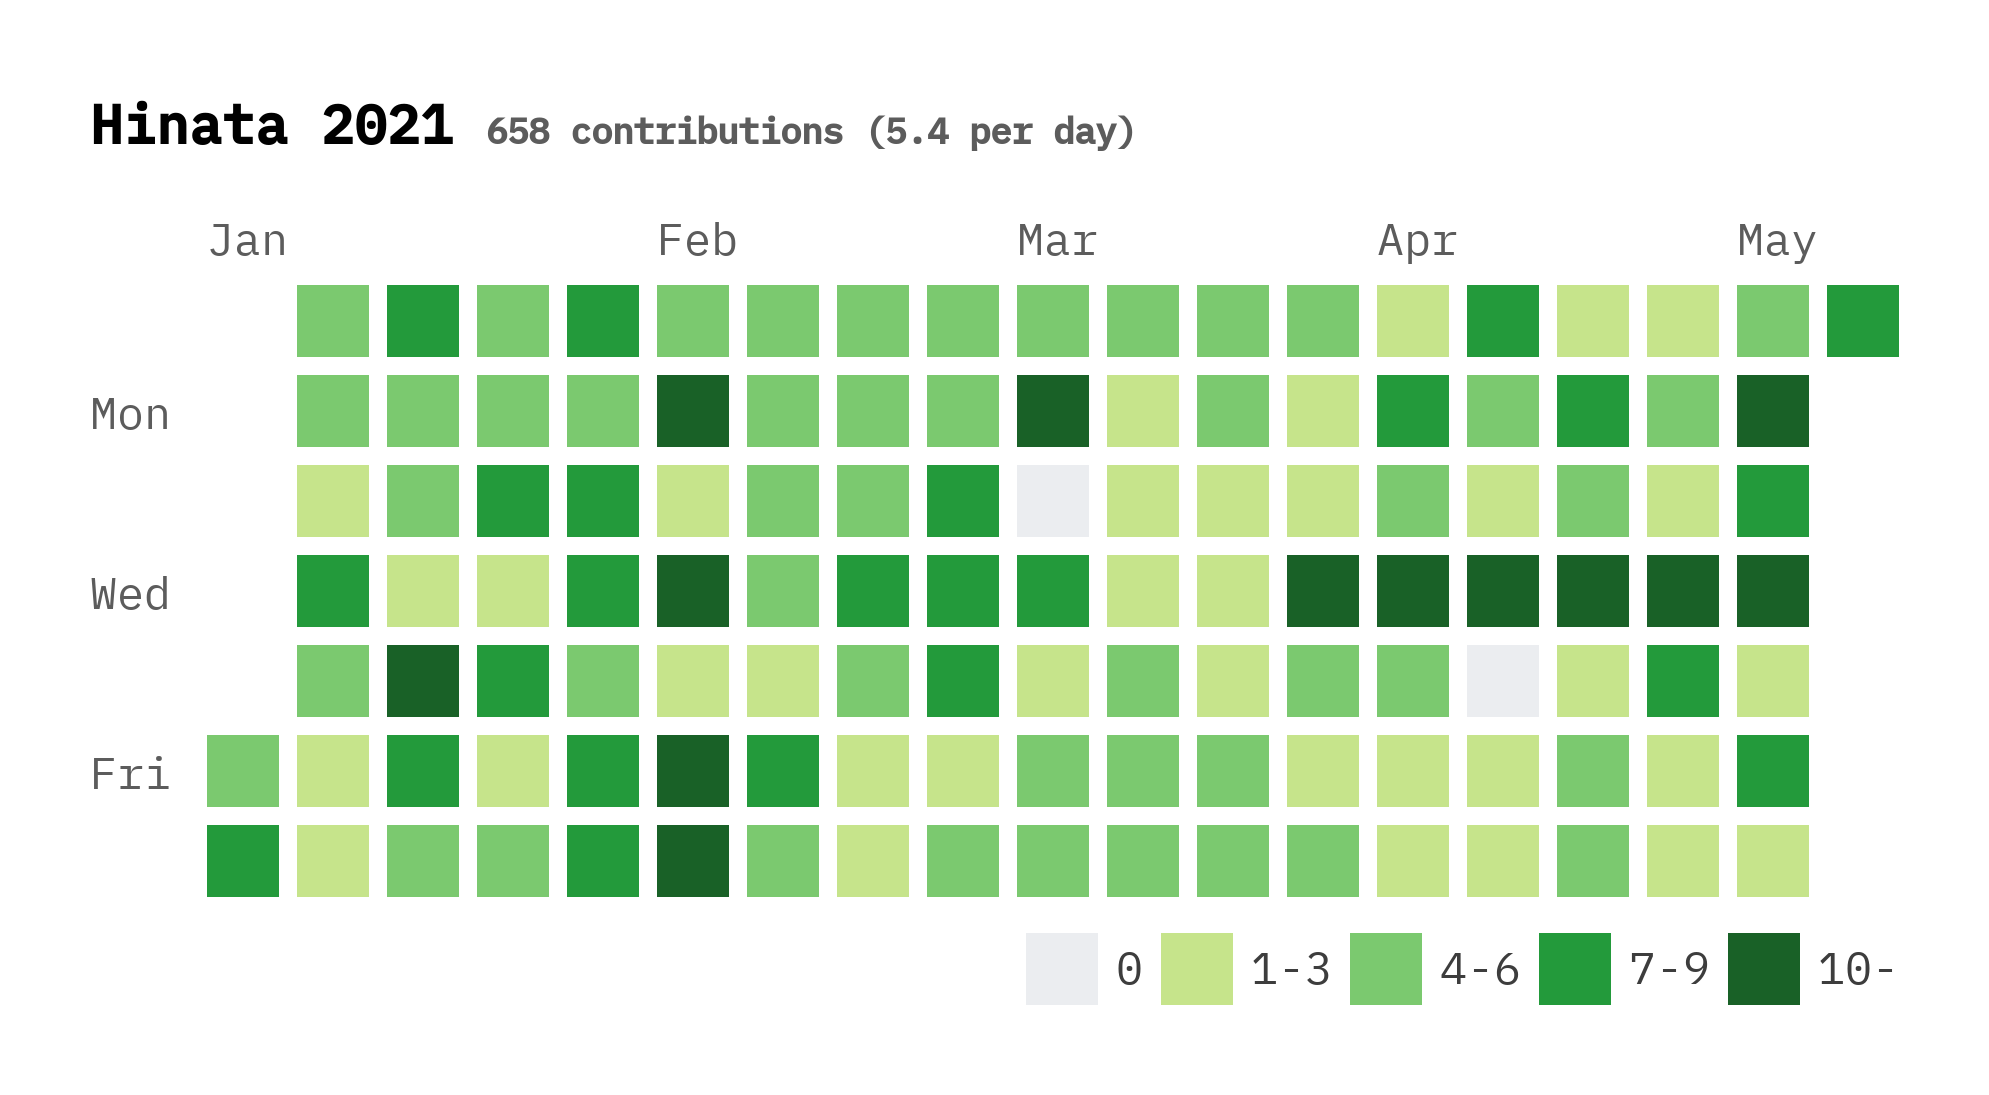 Hinata 2021 658 contributions (5.4 per day)
Jan Feb Mar Apr May
Mon
Wed
Fri
0 1-3 4-6 7-9 10-